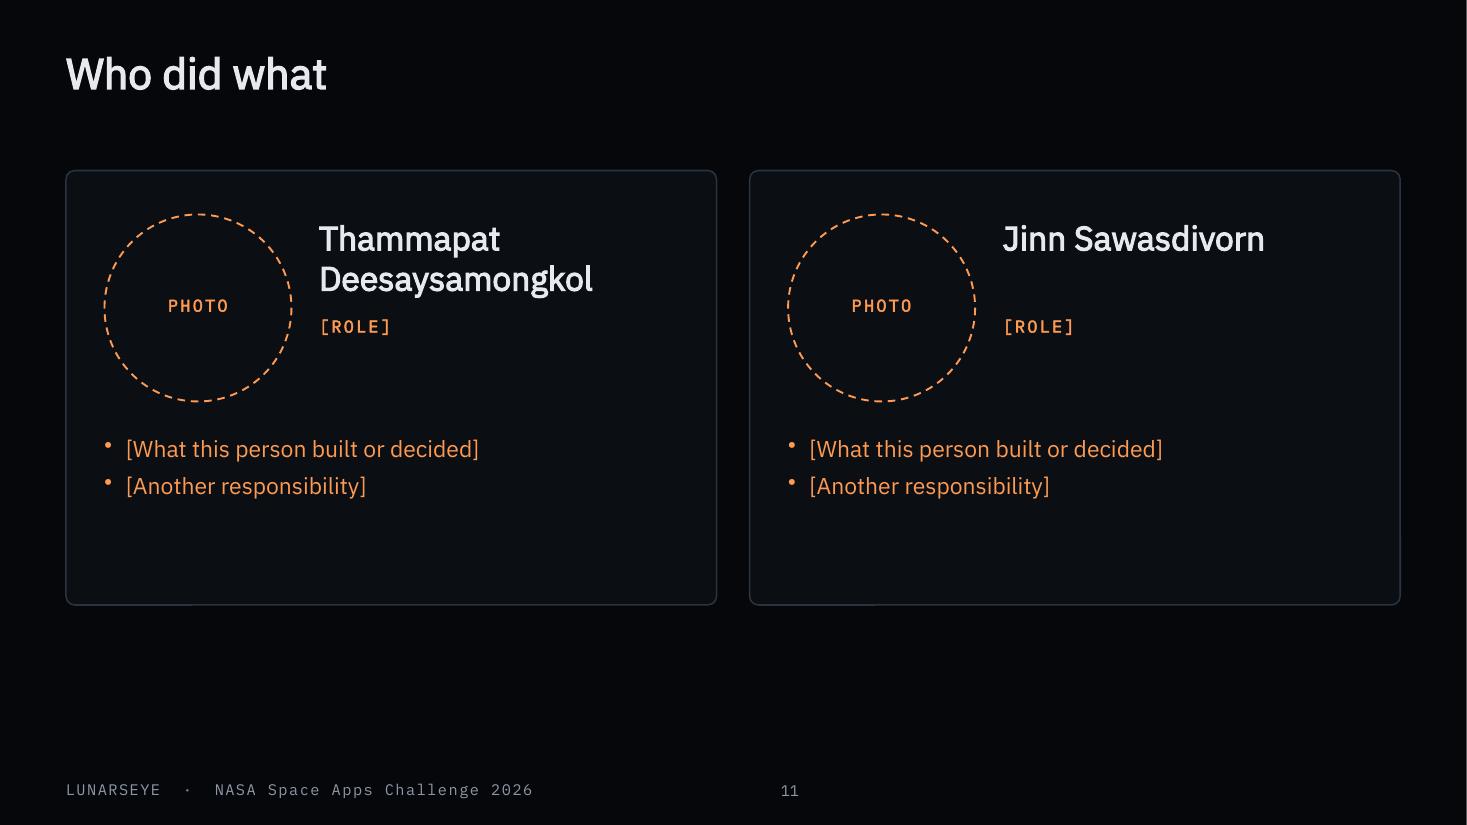 Who did what
Thammapat
Deesaysamongkol
PHOTO
[ROLE]
• [What this person built or decided]
• [Another responsibility]
Jinn Sawasdivorn
PHOTO
[ROLE]
• [What this person built or decided]
• [Another responsibility]
LUNARSEYE · NASA Space Apps Challenge 2026
11